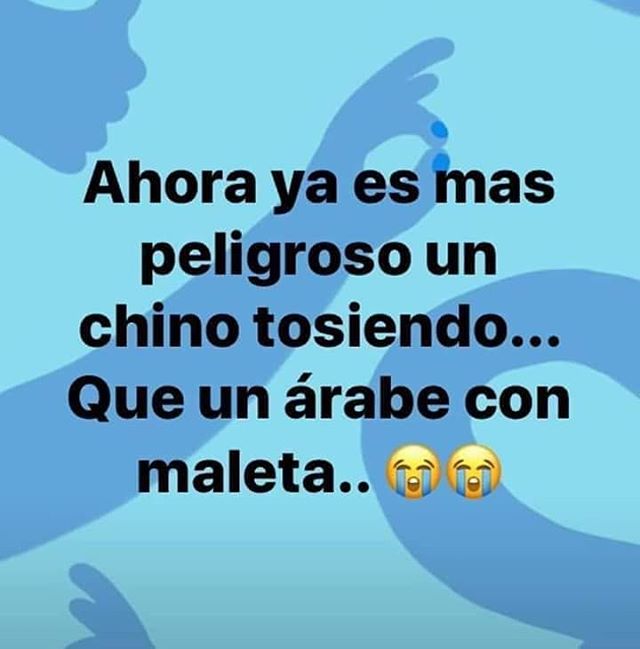 Ahora ya es mas
peligroso un
chino tosiendo...
Que un árabe con
maleta.. 😭😭